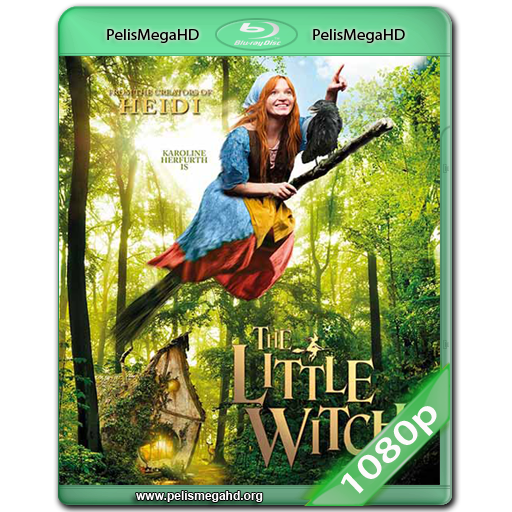 PelisMegaHD
Blu-ray Disc
PelisMegaHD
FROM THE CREATORS OF
HEIDI
KAROLINE
HERFURTH
IS
THE
LITTLE
WITCH
1080p
www.pelismegahd.org